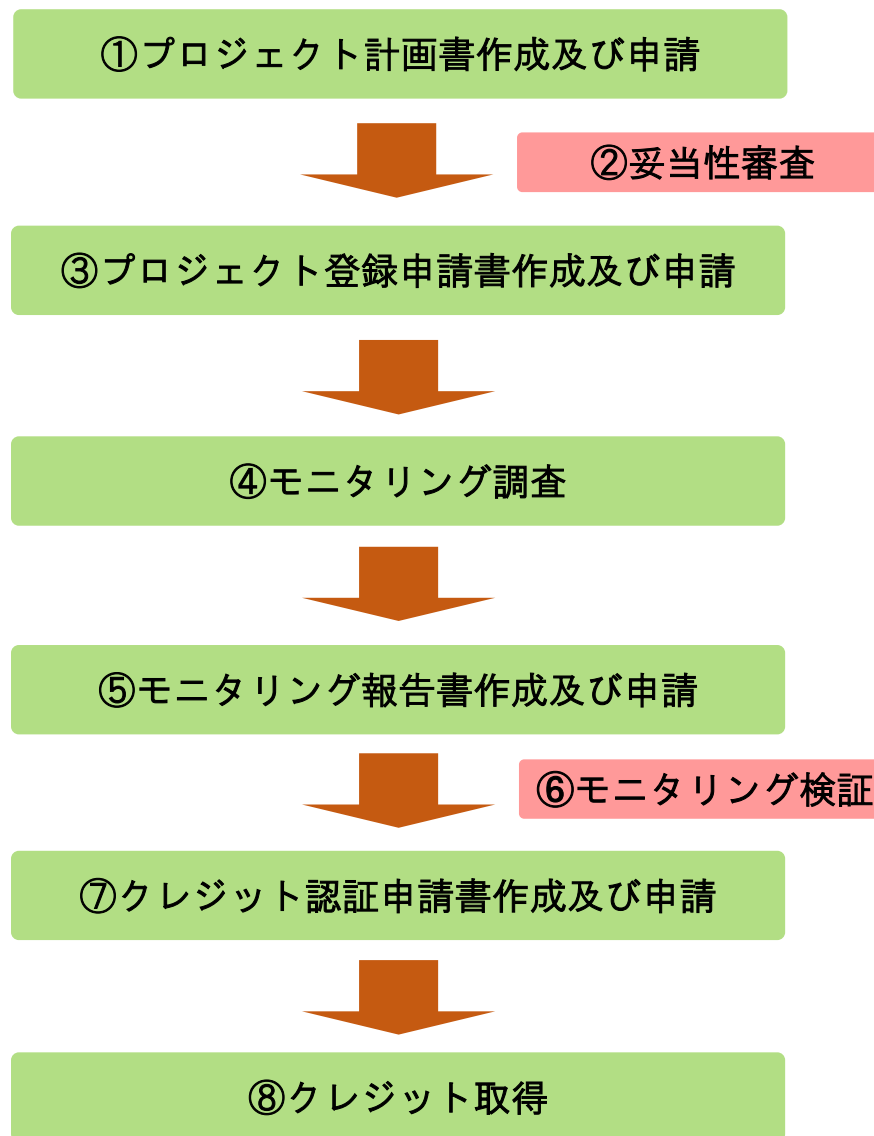 ①プロジェクト計画書作成及び申請
②妥当性審査
③プロジェクト登録申請書作成及び申請
④モニタリング調査
⑤モニタリング報告書作成及び申請
⑥モニタリング検証
⑦クレジット認証申請書作成及び申請
⑧クレジット取得